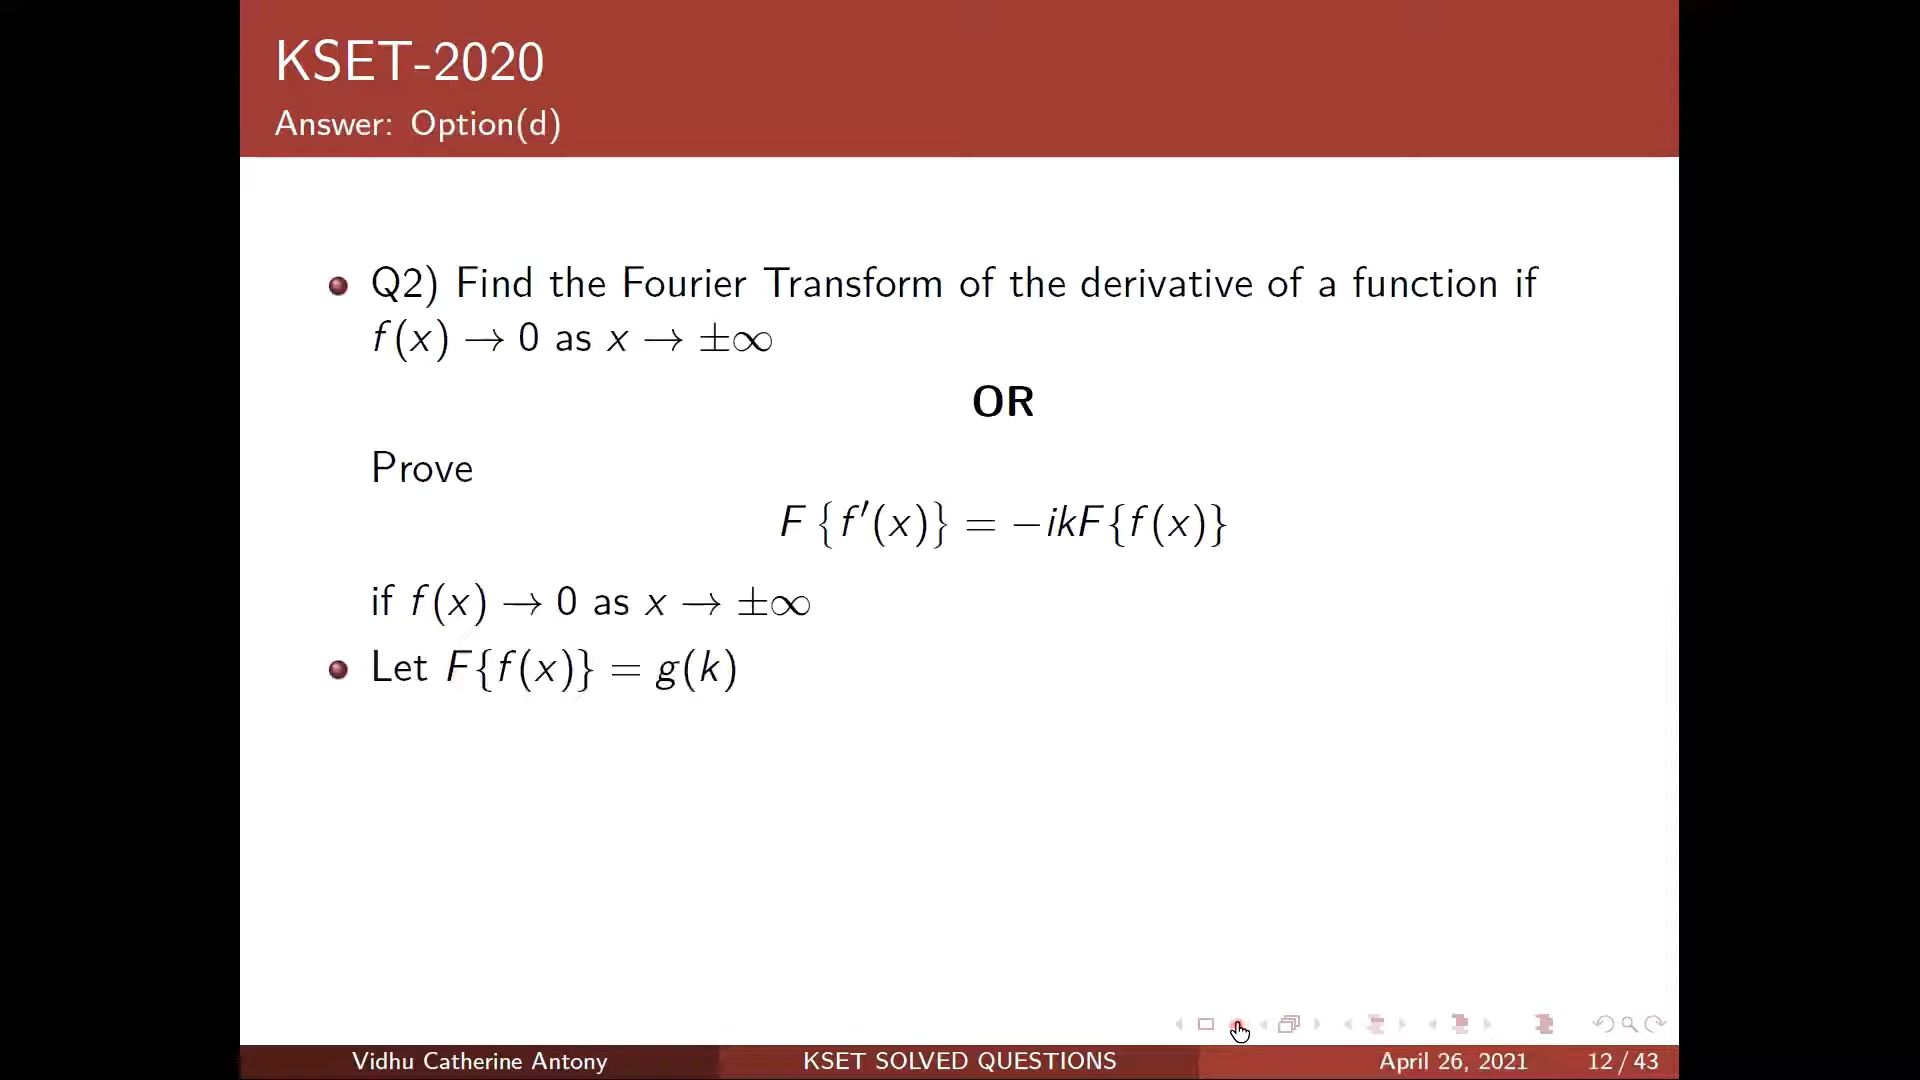 KSET-2020
Answer: Option(d)
Q2) Find the Fourier Transform of the derivative of a function if
f(x) → 0 as x → ±∞
OR
Prove
F {f′(x)} = −ikF{f(x)}
if f(x) → 0 as x → ±∞
Let F{f(x)} = g(k)
Vidhu Catherine Antony KSET SOLVED QUESTIONS April 26, 2021 12 / 43